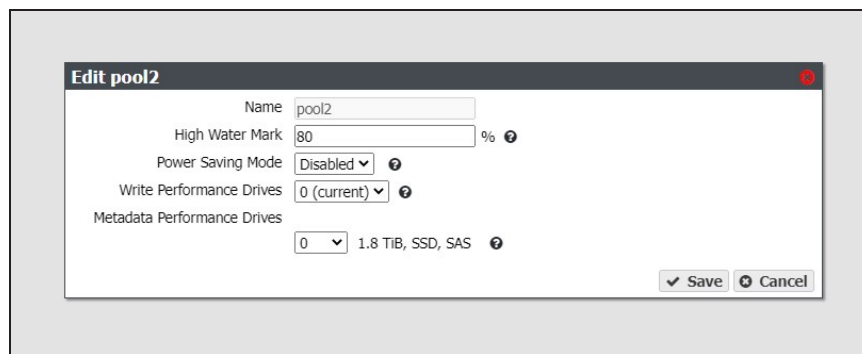 Edit pool2
Name pool2
High Water Mark 80 %
Power Saving Mode Disabled
Write Performance Drives 0 (current)
Metadata Performance Drives
0 1.8 TiB, SSD, SAS
Save Cancel